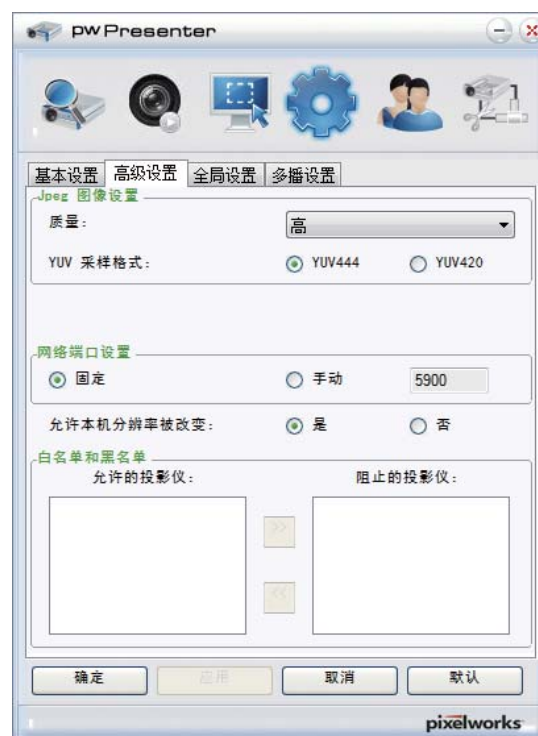 pwPresenter
基本设置 高级设置 全局设置 多播设置
Jpeg 图像设置
质量: 高
YUV 采样格式: YUV444 YUV420
网络端口设置
固定 手动 5900
允许本机分辨率被改变: 是 否
白名单和黑名单
允许的投影仪: 阻止的投影仪:
>>
<<
确定 应用 取消 默认
pixelworks